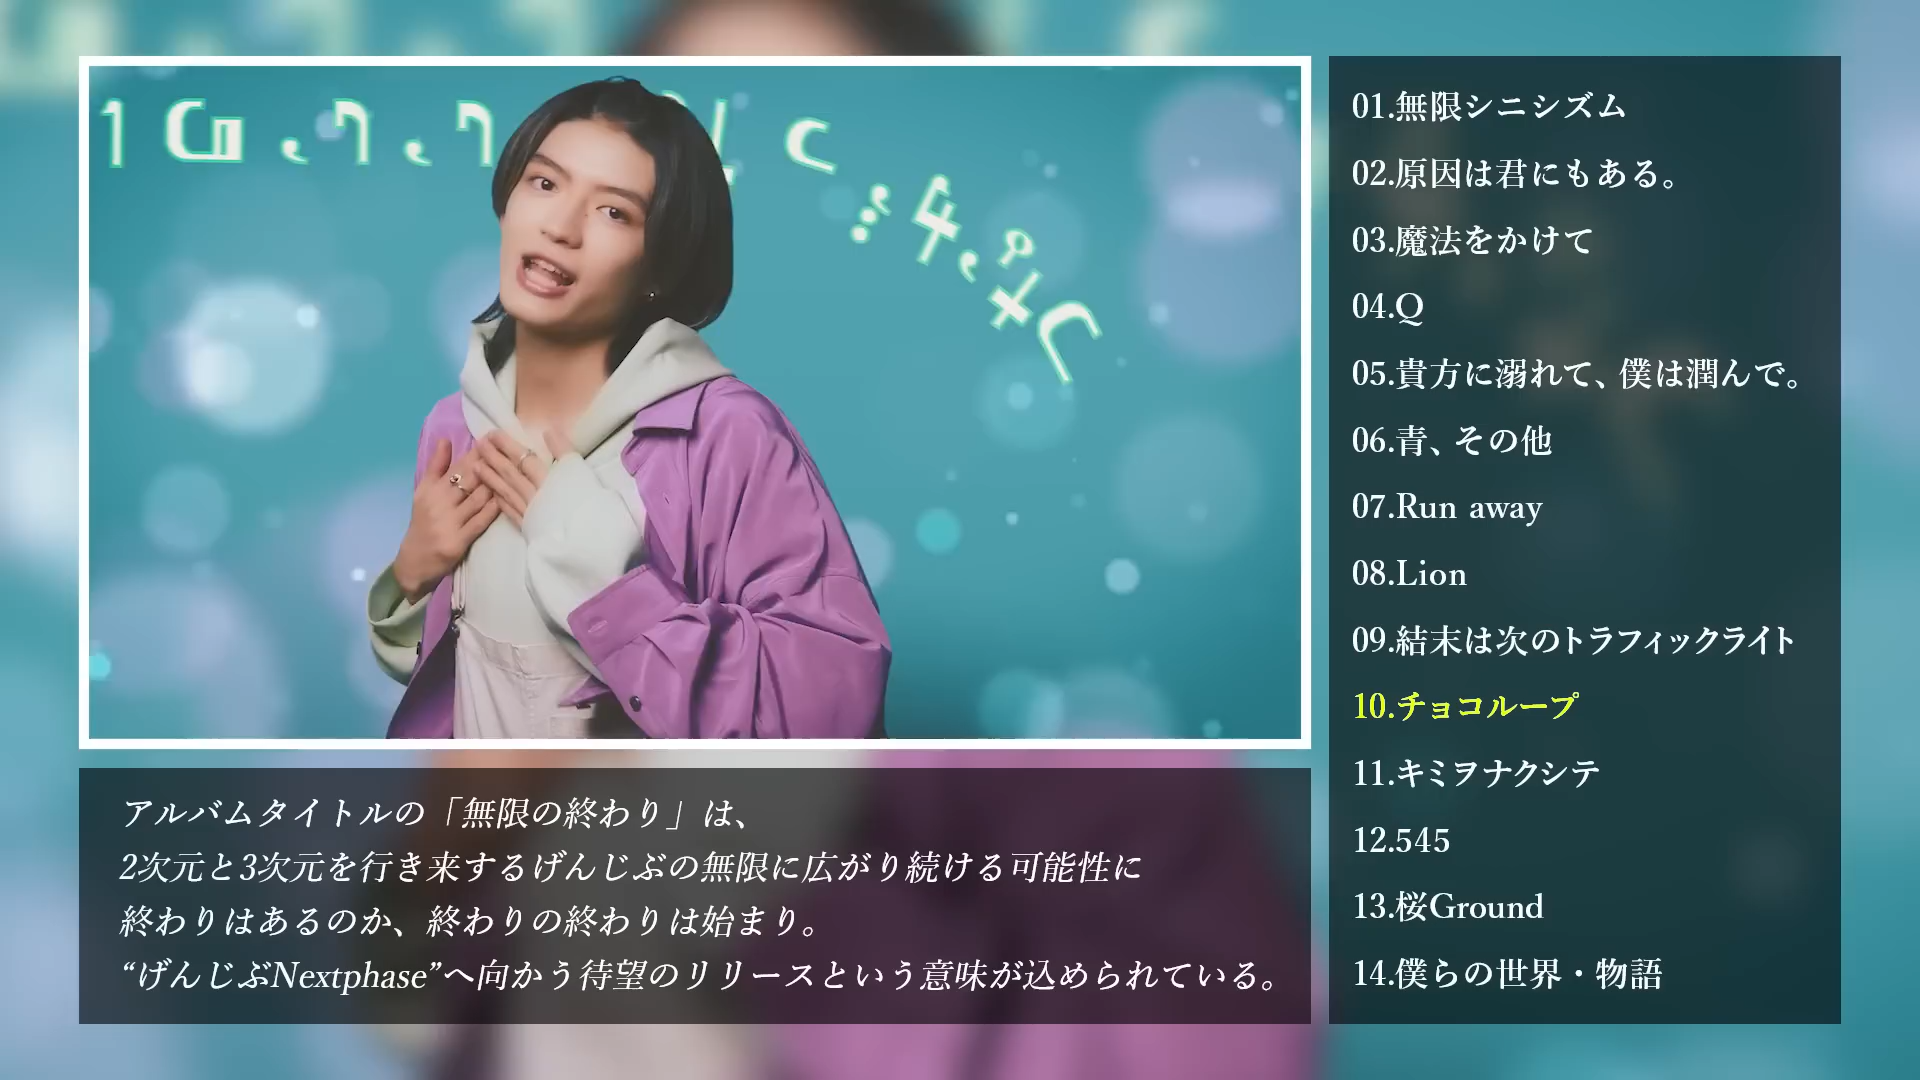 01.無限シニシズム
02.原因は君にもある。
03.魔法をかけて
04.Q
05.貴方に溺れて、僕は潤んで。
06.青、その他
07.Run away
08.Lion
09.結末は次のトラフィックライト
10.チョコループ
11.キミヲナクシテ
12.545
13.桜Ground
14.僕らの世界・物語
アルバムタイトルの「無限の終わり」は、
2次元と3次元を行き来するげんじぶの無限に広がり続ける可能性に
終わりはあるのか、終わりの終わりは始まり。
“げんじぶNextphase”へ向かう待望のリリースという意味が込められている。